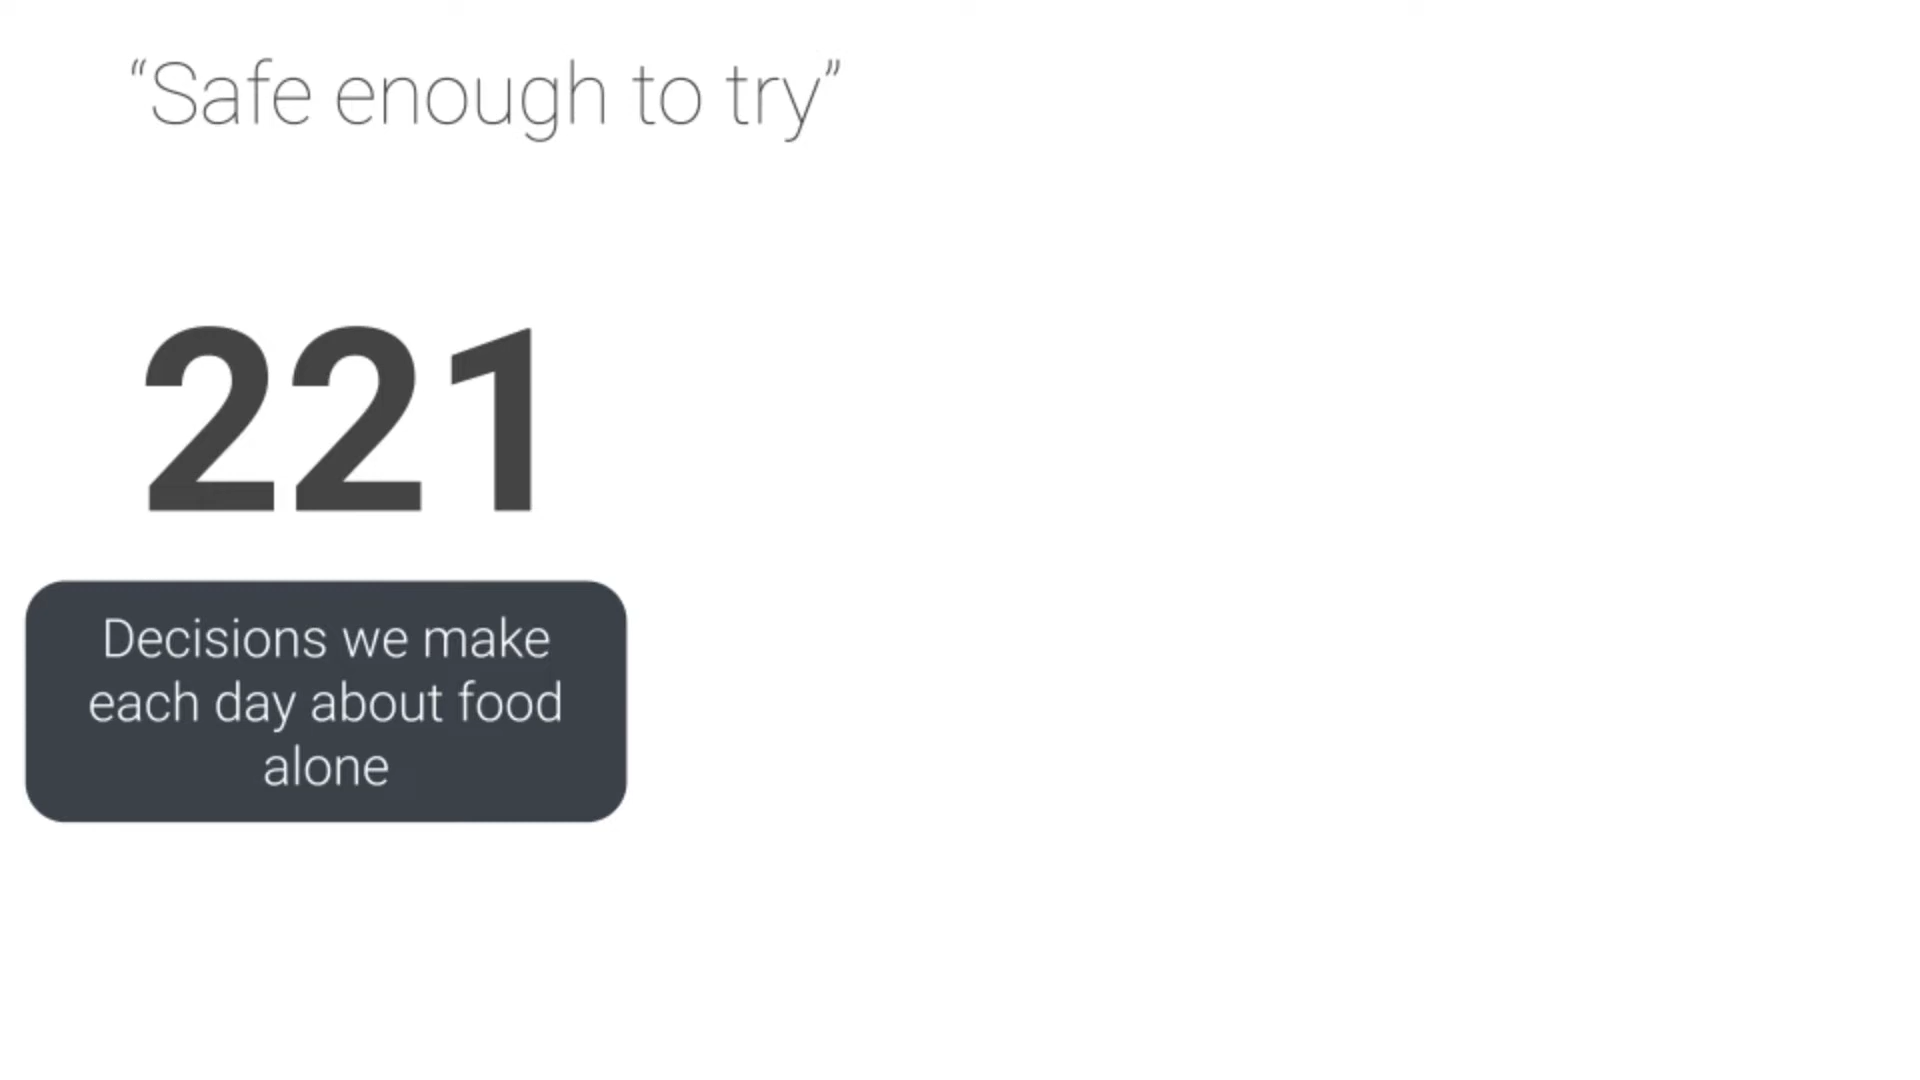 “Safe enough to try”
221
Decisions we make
each day about food
alone